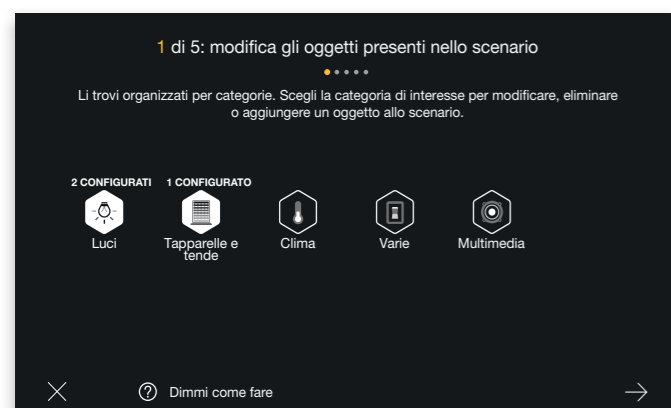 1 di 5: modifica gli oggetti presenti nello scenario
Li trovi organizzati per categorie. Scegli la categoria di interesse per modificare, eliminare
o aggiungere un oggetto allo scenario.
2 CONFIGURATI 1 CONFIGURATO
Luci Tapparelle e tende Clima Varie Multimedia
Dimmi come fare